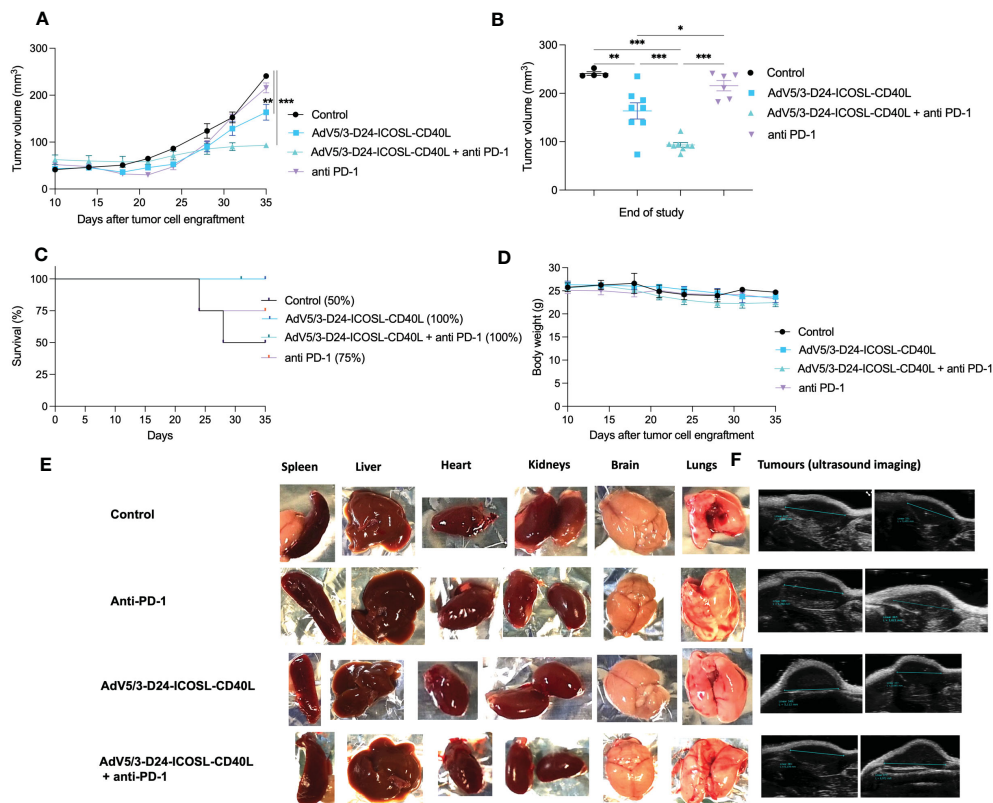 A
Tumor volume (mm³)
300
200
100
0
10 15 20 25 30 35
Days after tumor cell engraftment
** ***
Control
AdV5/3-D24-ICOSL-CD40L
AdV5/3-D24-ICOSL-CD40L + anti PD-1
anti PD-1
B
Tumor volume (mm³)
300
200
100
0
*
***
** *** ***
End of study
Control
AdV5/3-D24-ICOSL-CD40L
AdV5/3-D24-ICOSL-CD40L + anti PD-1
anti PD-1
C
Survival (%)
100
75
50
25
0
0 5 10 15 20 25 30 35
Days
Control (50%)
AdV5/3-D24-ICOSL-CD40L (100%)
AdV5/3-D24-ICOSL-CD40L + anti PD-1 (100%)
anti PD-1 (75%)
D
Body weight (g)
30
25
20
15
10
5
0
10 15 20 25 30 35
Days after tumor cell engraftment
Control
AdV5/3-D24-ICOSL-CD40L
AdV5/3-D24-ICOSL-CD40L + anti PD-1
anti PD-1
E
Spleen Liver Heart Kidneys Brain Lungs
F
Tumours (ultrasound imaging)
Control
Anti-PD-1
AdV5/3-D24-ICOSL-CD40L
AdV5/3-D24-ICOSL-CD40L
+ anti-PD-1